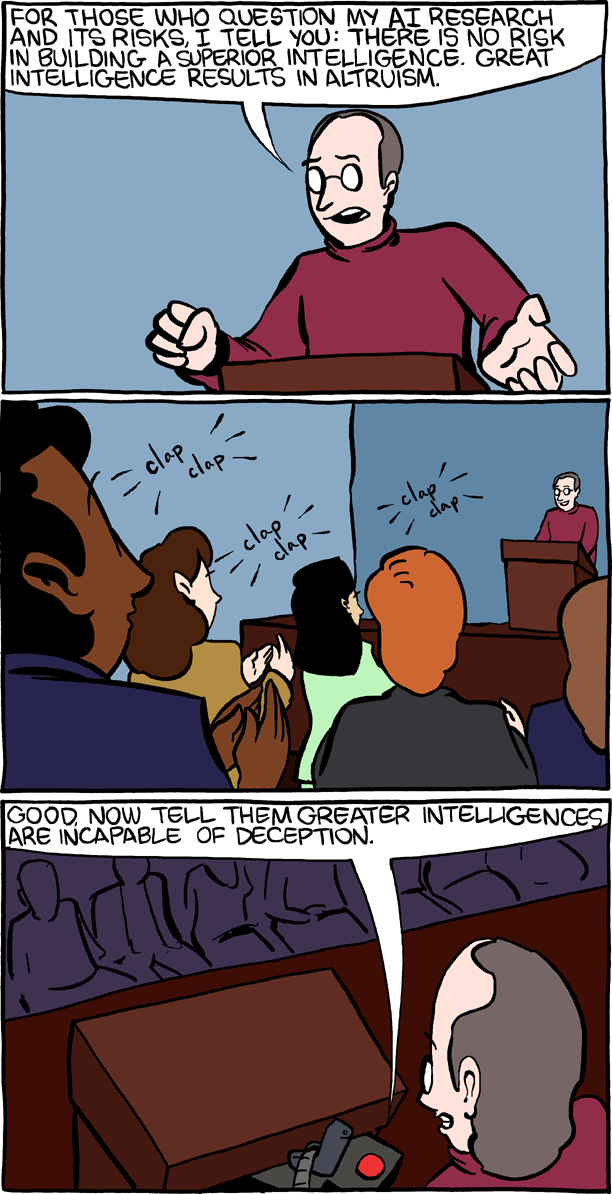 FOR THOSE WHO QUESTION MY AI RESEARCH
AND ITS RISKS, I TELL YOU: THERE IS NO RISK
IN BUILDING A SUPERIOR INTELLIGENCE. GREAT
INTELLIGENCE RESULTS IN ALTRUISM.
clap
clap
clap
clap
clap
clap
GOOD. NOW TELL THEM GREATER INTELLIGENCES
ARE INCAPABLE OF DECEPTION.